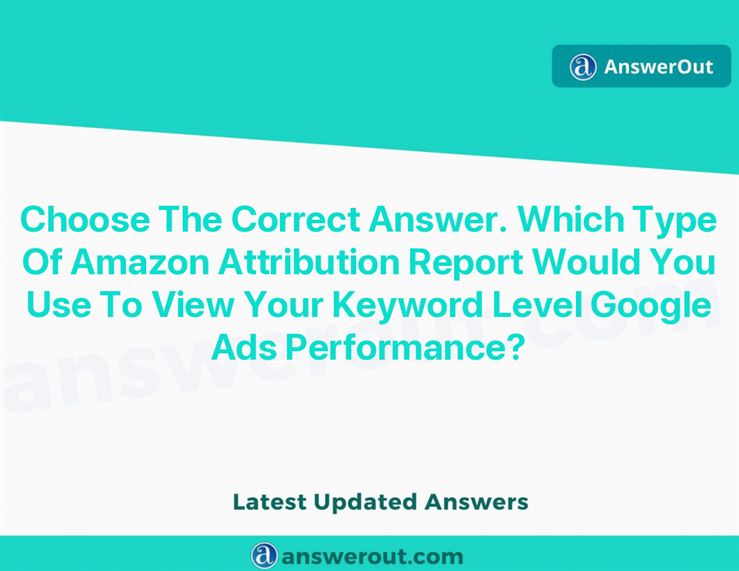 AnswerOut
Choose The Correct Answer. Which Type
Of Amazon Attribution Report Would You
Use To View Your Keyword Level Google
Ads Performance?
answerout.com
Latest Updated Answers
answerout.com